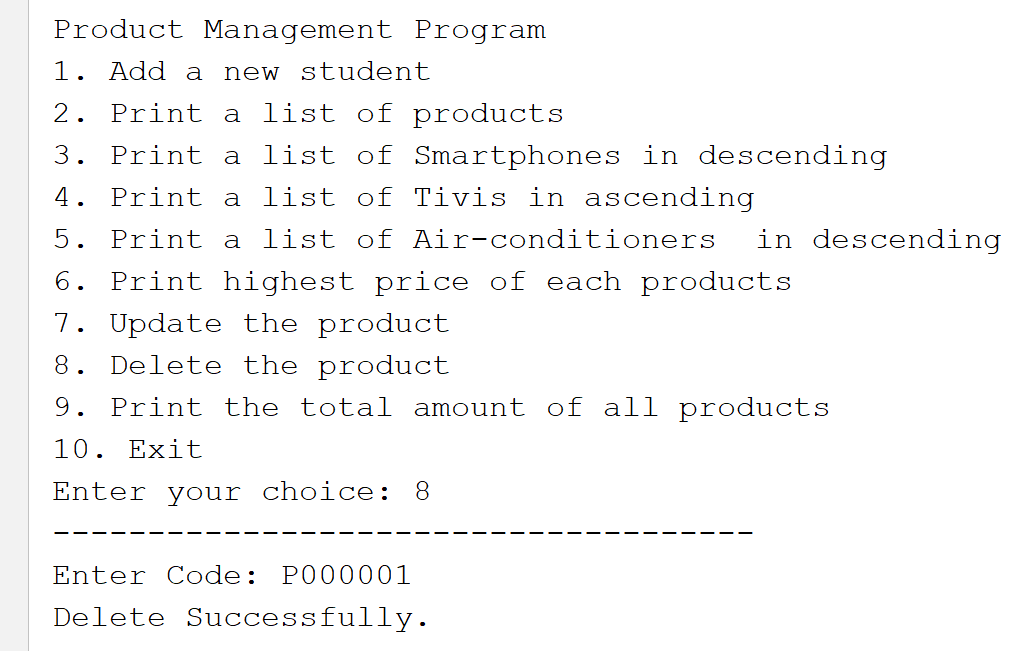 Product Management Program
1. Add a new student
2. Print a list of products
3. Print a list of Smartphones in descending
4. Print a list of Tivis in ascending
5. Print a list of Air-conditioners  in descending
6. Print highest price of each products
7. Update the product
8. Delete the product
9. Print the total amount of all products
10. Exit
Enter your choice: 8
-------------------------------------
Enter Code: P000001
Delete Successfully.